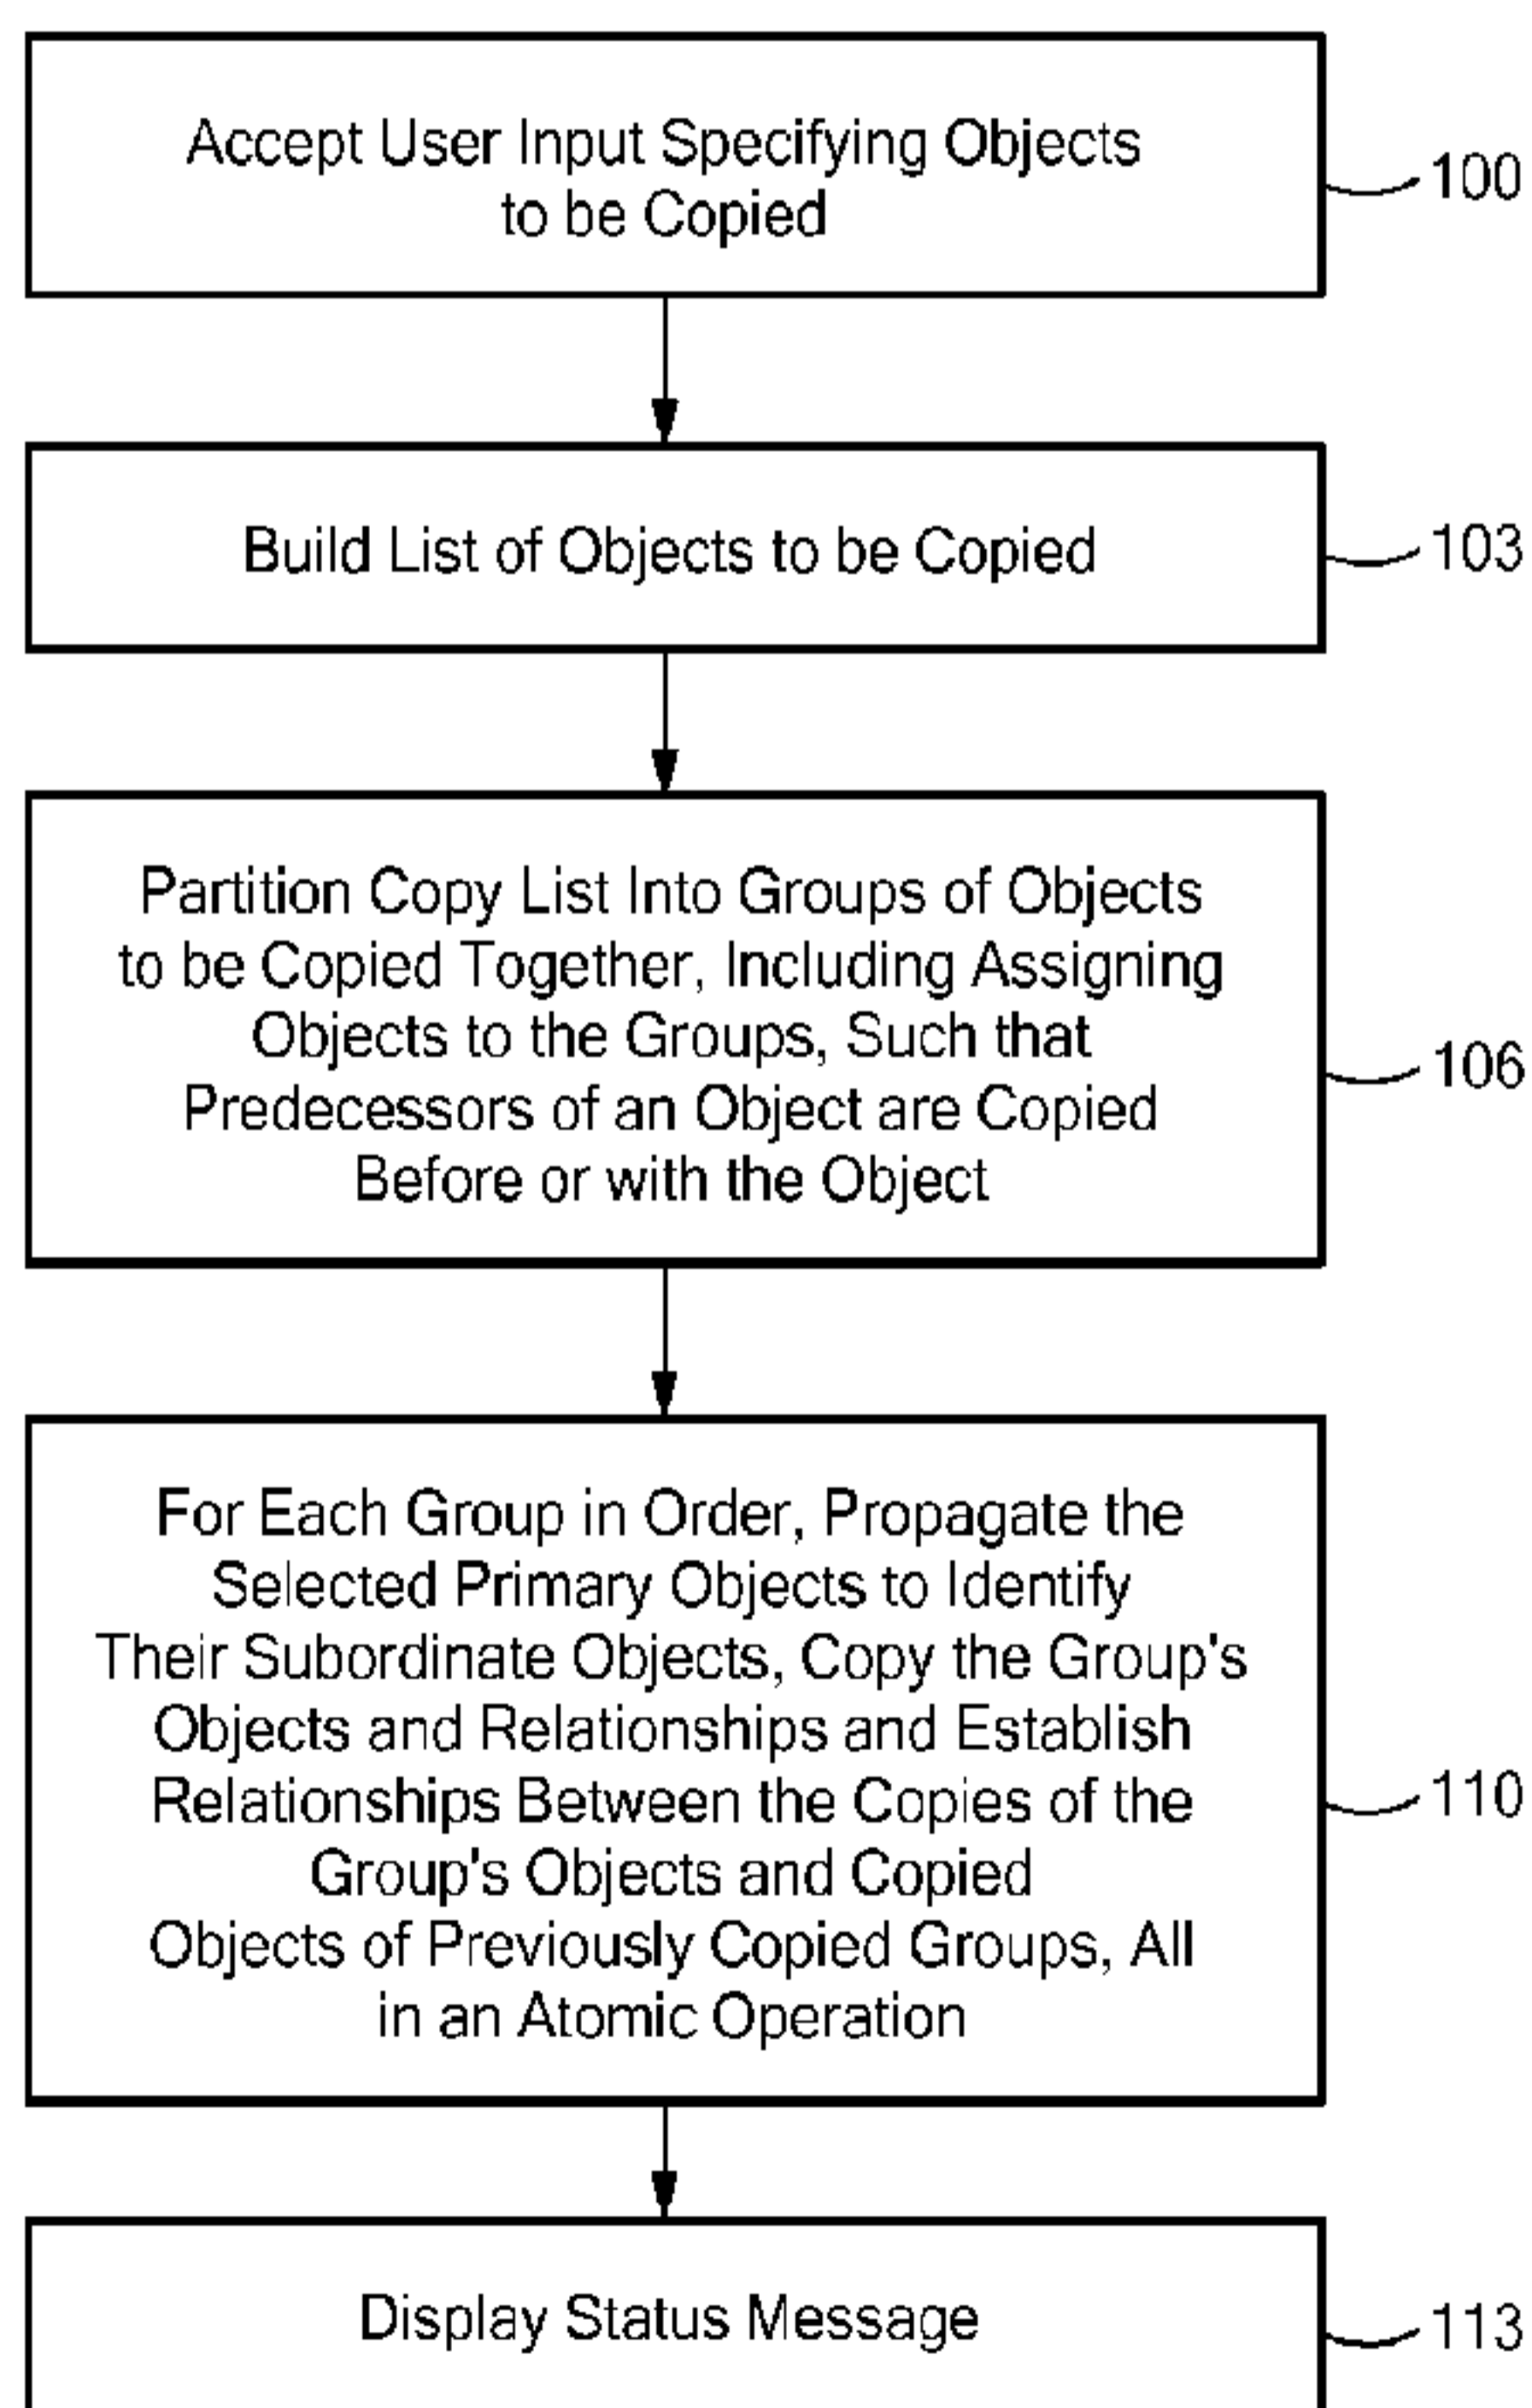 Accept User Input Specifying Objects
to be Copied
100
Build List of Objects to be Copied
103
Partition Copy List Into Groups of Objects
to be Copied Together, Including Assigning
Objects to the Groups, Such that
Predecessors of an Object are Copied
Before or with the Object
106
For Each Group in Order, Propagate the
Selected Primary Objects to Identify
Their Subordinate Objects, Copy the Group's
Objects and Relationships and Establish
Relationships Between the Copies of the
Group's Objects and Copied
Objects of Previously Copied Groups, All
in an Atomic Operation
110
Display Status Message
113